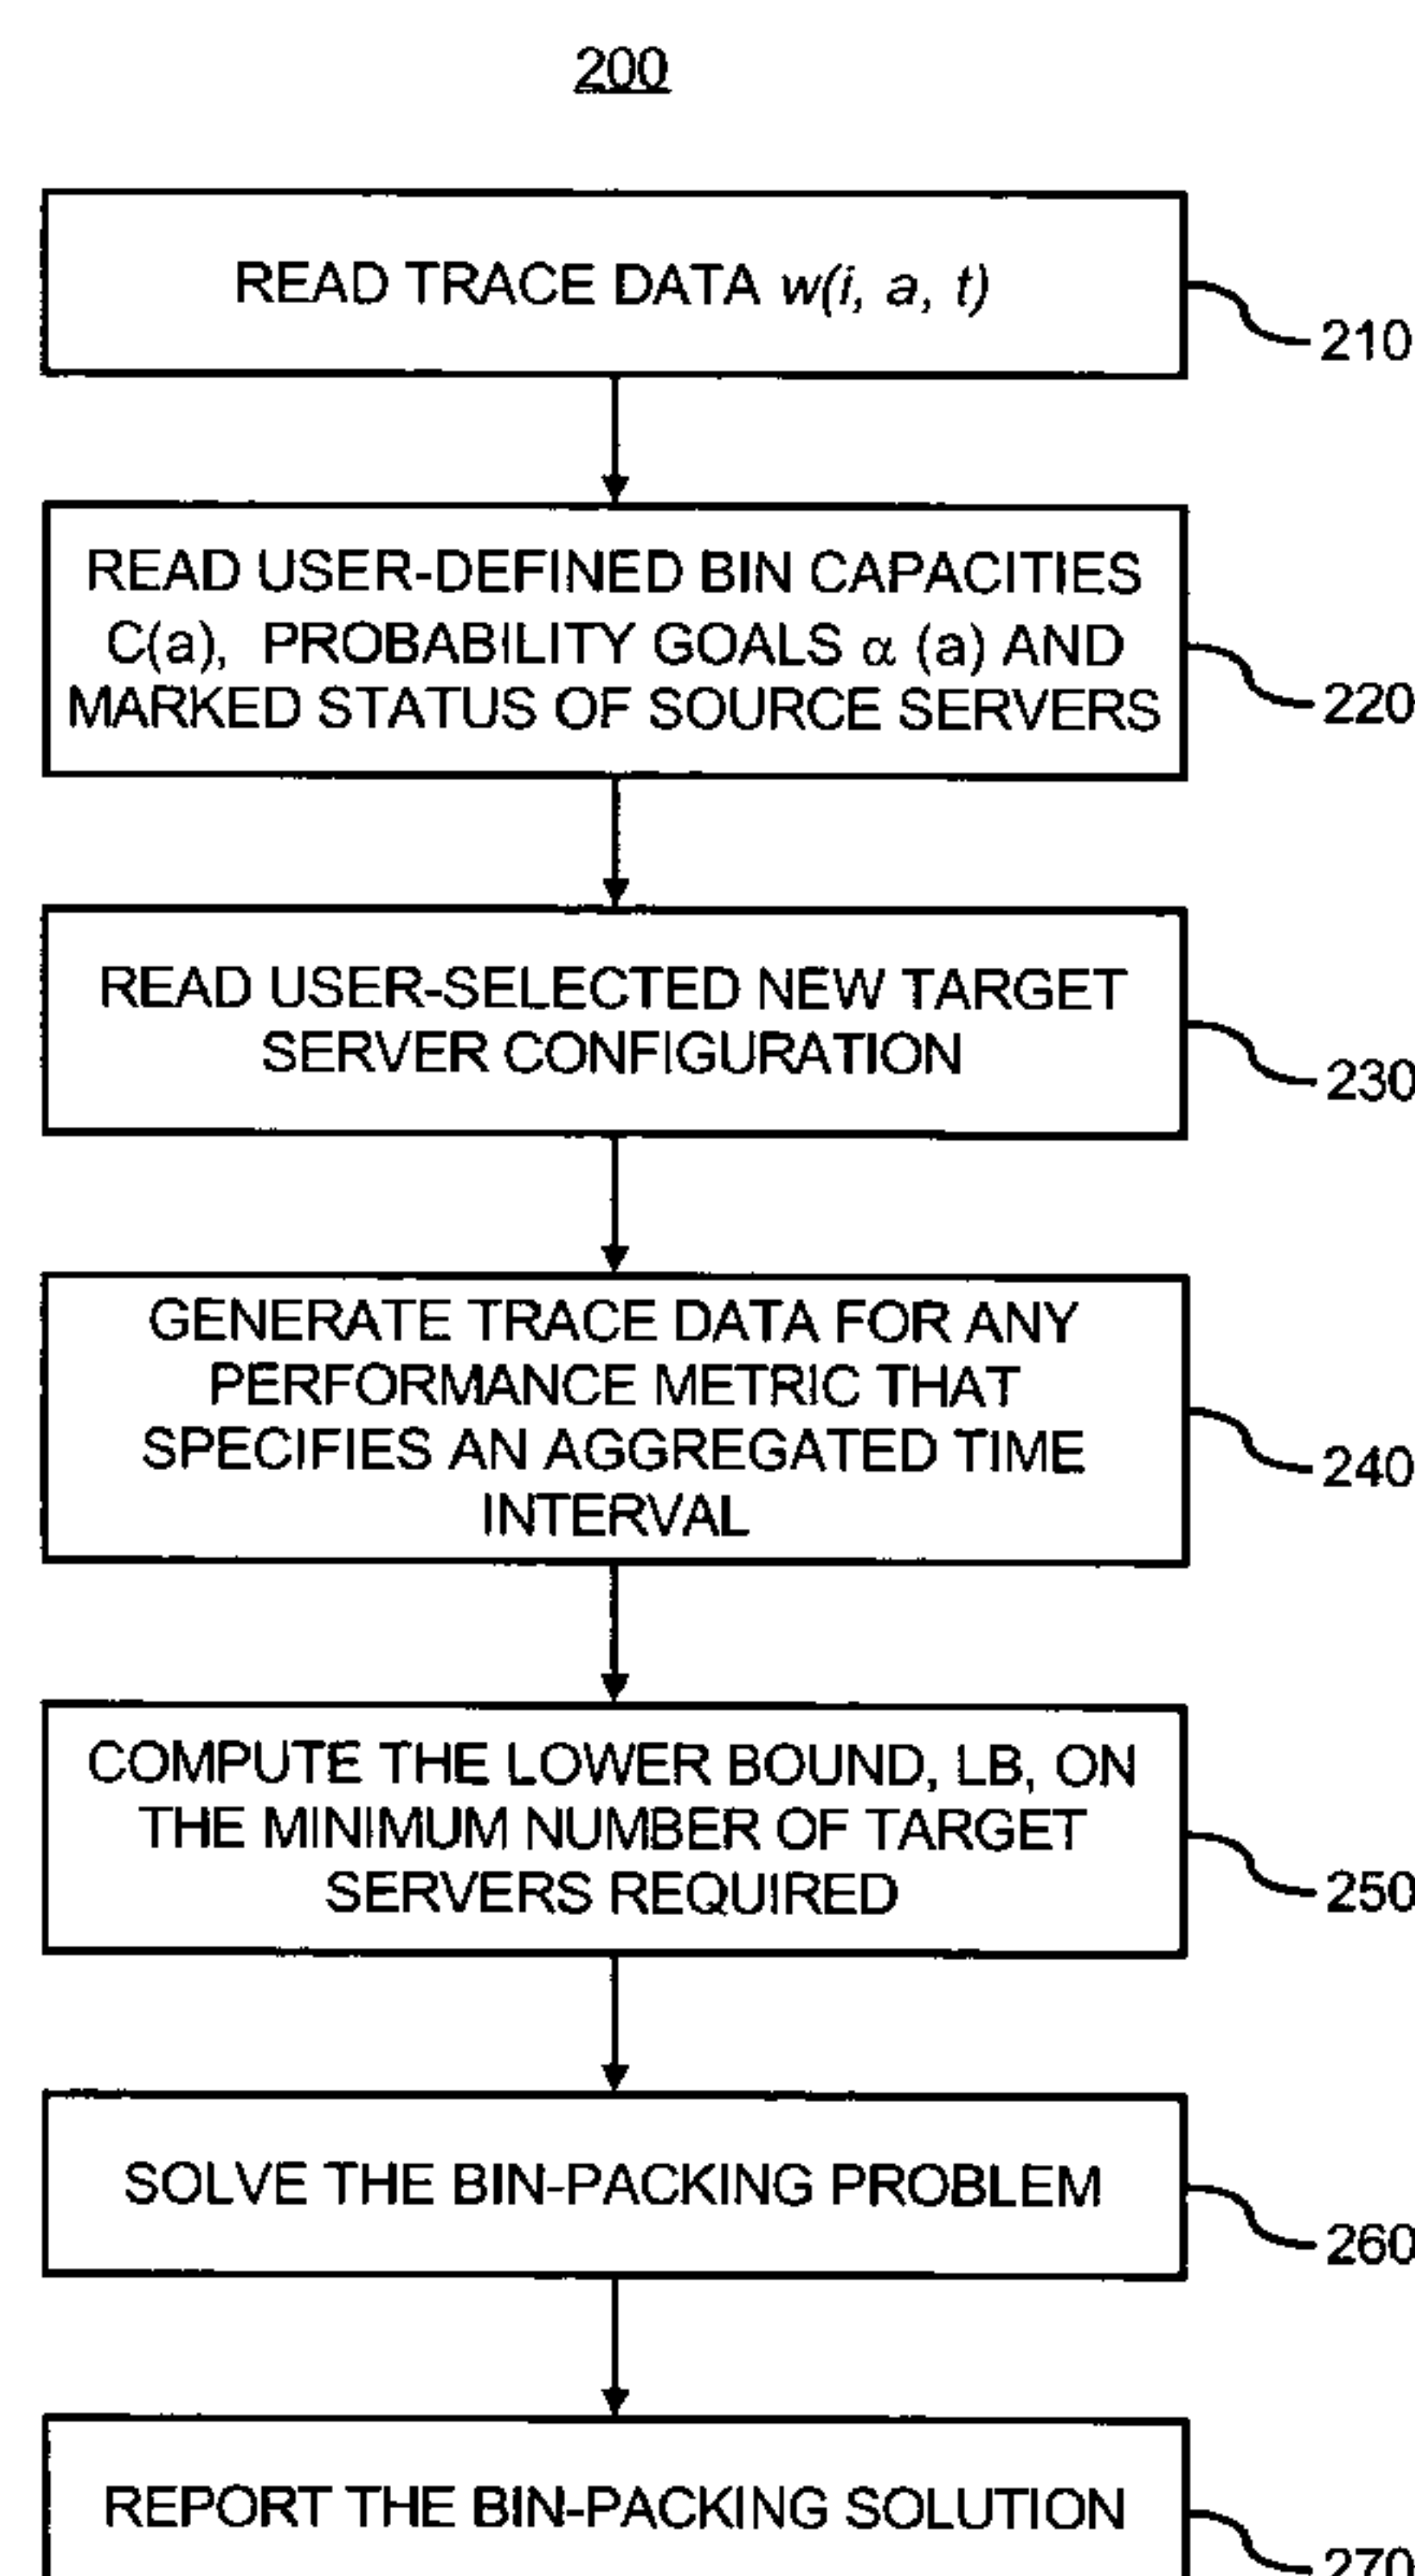 200
READ TRACE DATA w(i, a, t)
210
READ USER-DEFINED BIN CAPACITIES
C(a), PROBABILITY GOALS α (a) AND
MARKED STATUS OF SOURCE SERVERS
220
READ USER-SELECTED NEW TARGET
SERVER CONFIGURATION
230
GENERATE TRACE DATA FOR ANY
PERFORMANCE METRIC THAT
SPECIFIES AN AGGREGATED TIME
INTERVAL
240
COMPUTE THE LOWER BOUND, LB, ON
THE MINIMUM NUMBER OF TARGET
SERVERS REQUIRED
250
SOLVE THE BIN-PACKING PROBLEM
260
REPORT THE BIN-PACKING SOLUTION
270